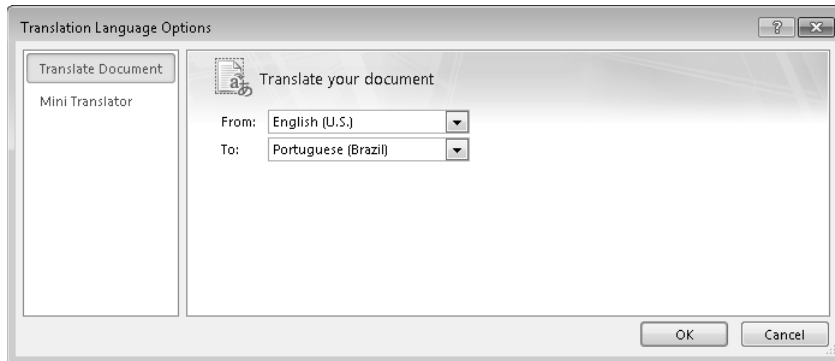 Translation Language Options
Translate Document
Mini Translator
Translate your document
From: English (U.S.)
To: Portuguese (Brazil)
OK Cancel